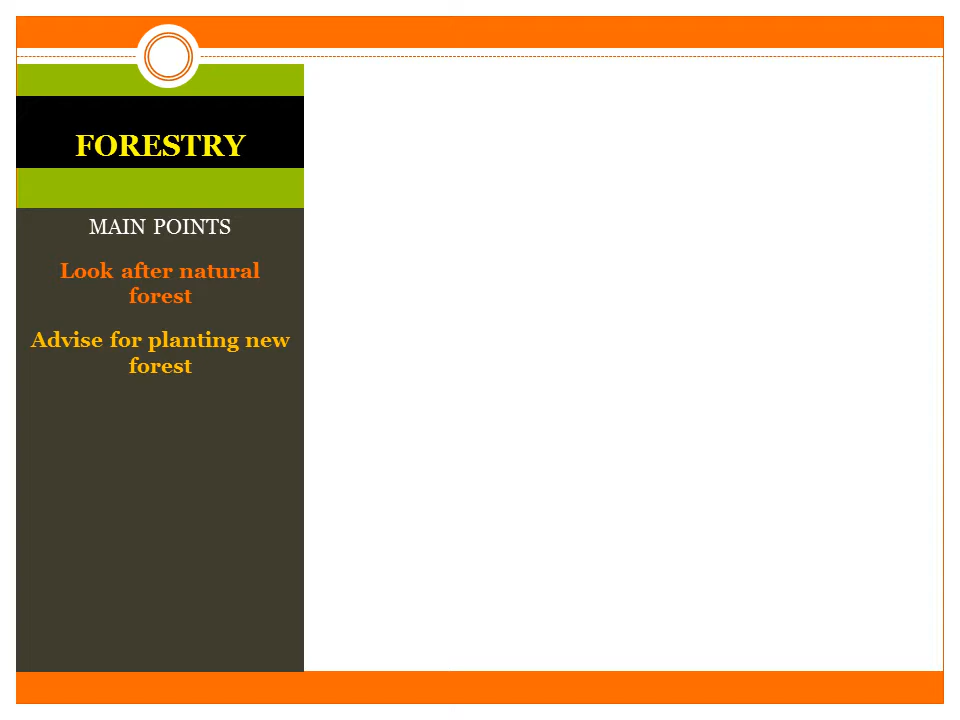 FORESTRY
MAIN POINTS
Look after natural
forest
Advise for planting new
forest